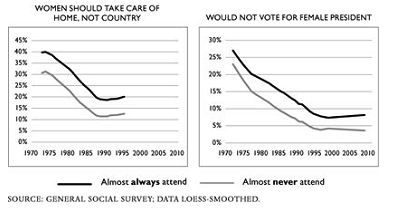 WOMEN SHOULD TAKE CARE OF
HOME, NOT COUNTRY
45%
40%
35%
30%
25%
20%
15%
10%
5%
0%
1970 1975 1980 1985 1990 1995 2000 2005 2010
WOULD NOT VOTE FOR FEMALE PRESIDENT
30%
25%
20%
15%
10%
5%
0%
1970 1975 1980 1985 1990 1995 2000 2005 2010
Almost always attend
Almost never attend
SOURCE: GENERAL SOCIAL SURVEY; DATA LOESS-SMOOTHED.